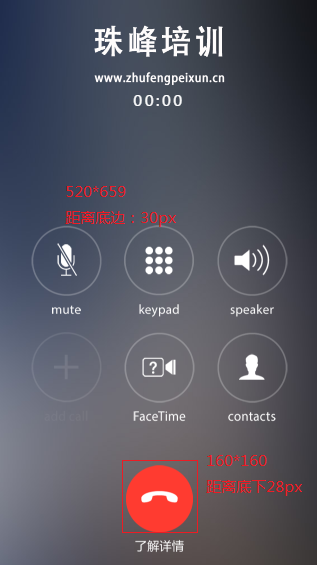 珠峰培训
www.zhufengpeixun.cn
00:00
520*659
距离底边：30px
mute
keypad
speaker
?
add call
FaceTime
contacts
160*160
距离底下28px
了解详情